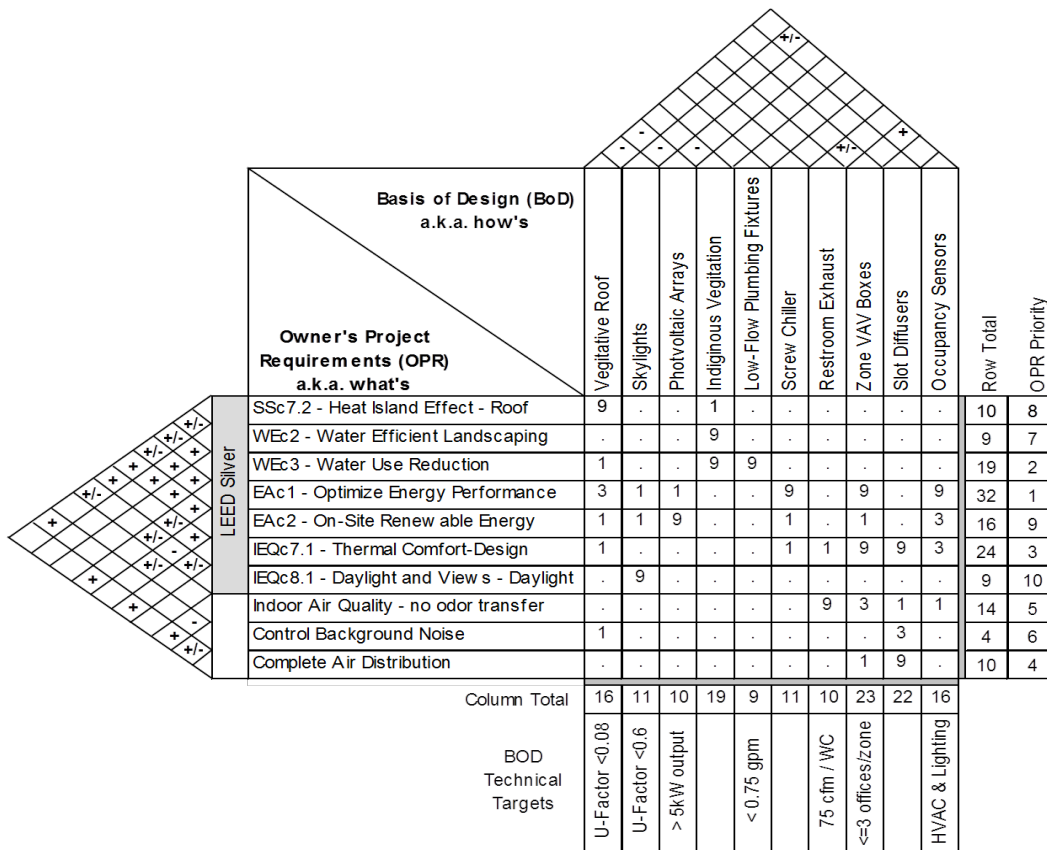 +/-
- +
- - - +/-
Basis of Design (BoD)
a.k.a. how's
Owner's Project
Requirements (OPR)
a.k.a. what's
Vegitative Roof
Skylights
Photvoltaic Arrays
Indiginous Vegitation
Low-Flow Plumbing Fixtures
Screw Chiller
Restroom Exhaust
Zone VAV Boxes
Slot Diffusers
Occupancy Sensors
Row Total
OPR Priority
LEED Silver
SSc7.2 - Heat Island Effect - Roof 9 . . 1 . . . . . . 10 8
WEc2 - Water Efficient Landscaping . . . 9 . . . . . . 9 7
WEc3 - Water Use Reduction 1 . . 9 9 . . . . . 19 2
EAc1 - Optimize Energy Performance 3 1 1 . . 9 . 9 . 9 32 1
EAc2 - On-Site Renewable Energy 1 1 9 . . 1 . 1 . 3 16 9
IEQc7.1 - Thermal Comfort-Design 1 . . . . 1 1 9 9 3 24 3
IEQc8.1 - Daylight and Views - Daylight . 9 . . . . . . . . 9 10
Indoor Air Quality - no odor transfer . . . . . . 9 3 1 1 14 5
Control Background Noise 1 . . . . . . . 3 . 4 6
Complete Air Distribution . . . . . . . 1 9 . 10 4
+/-
+/- +/-
+/- + +
+ + +
+/- + +
+ +
+ +/- +
+ +/- +/-
- +/-
+/- +/-
+
+
-
+
+/-
Column Total 16 11 10 19 9 11 10 23 22 16
BOD
Technical
Targets
U-Factor <0.08
U-Factor <0.6
> 5kW output
< 0.75 gpm
75 cfm / WC
<=3 offices/zone
HVAC & Lighting